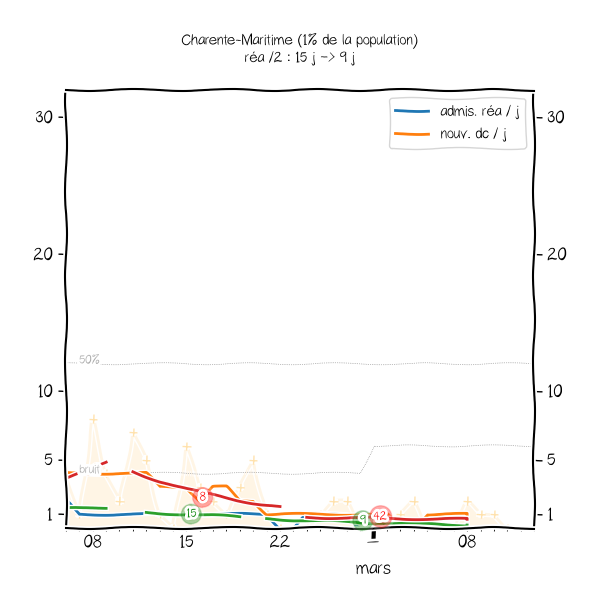 Charente-Maritime (1% de la population)
réa /2 : 15 j -> 9 j
admis. réa / j
nouv. dc / j
30 30
20 20
50%
10 10
5 5
bruit
8
15
9
42
1 1
08 15 22 1 08
mars